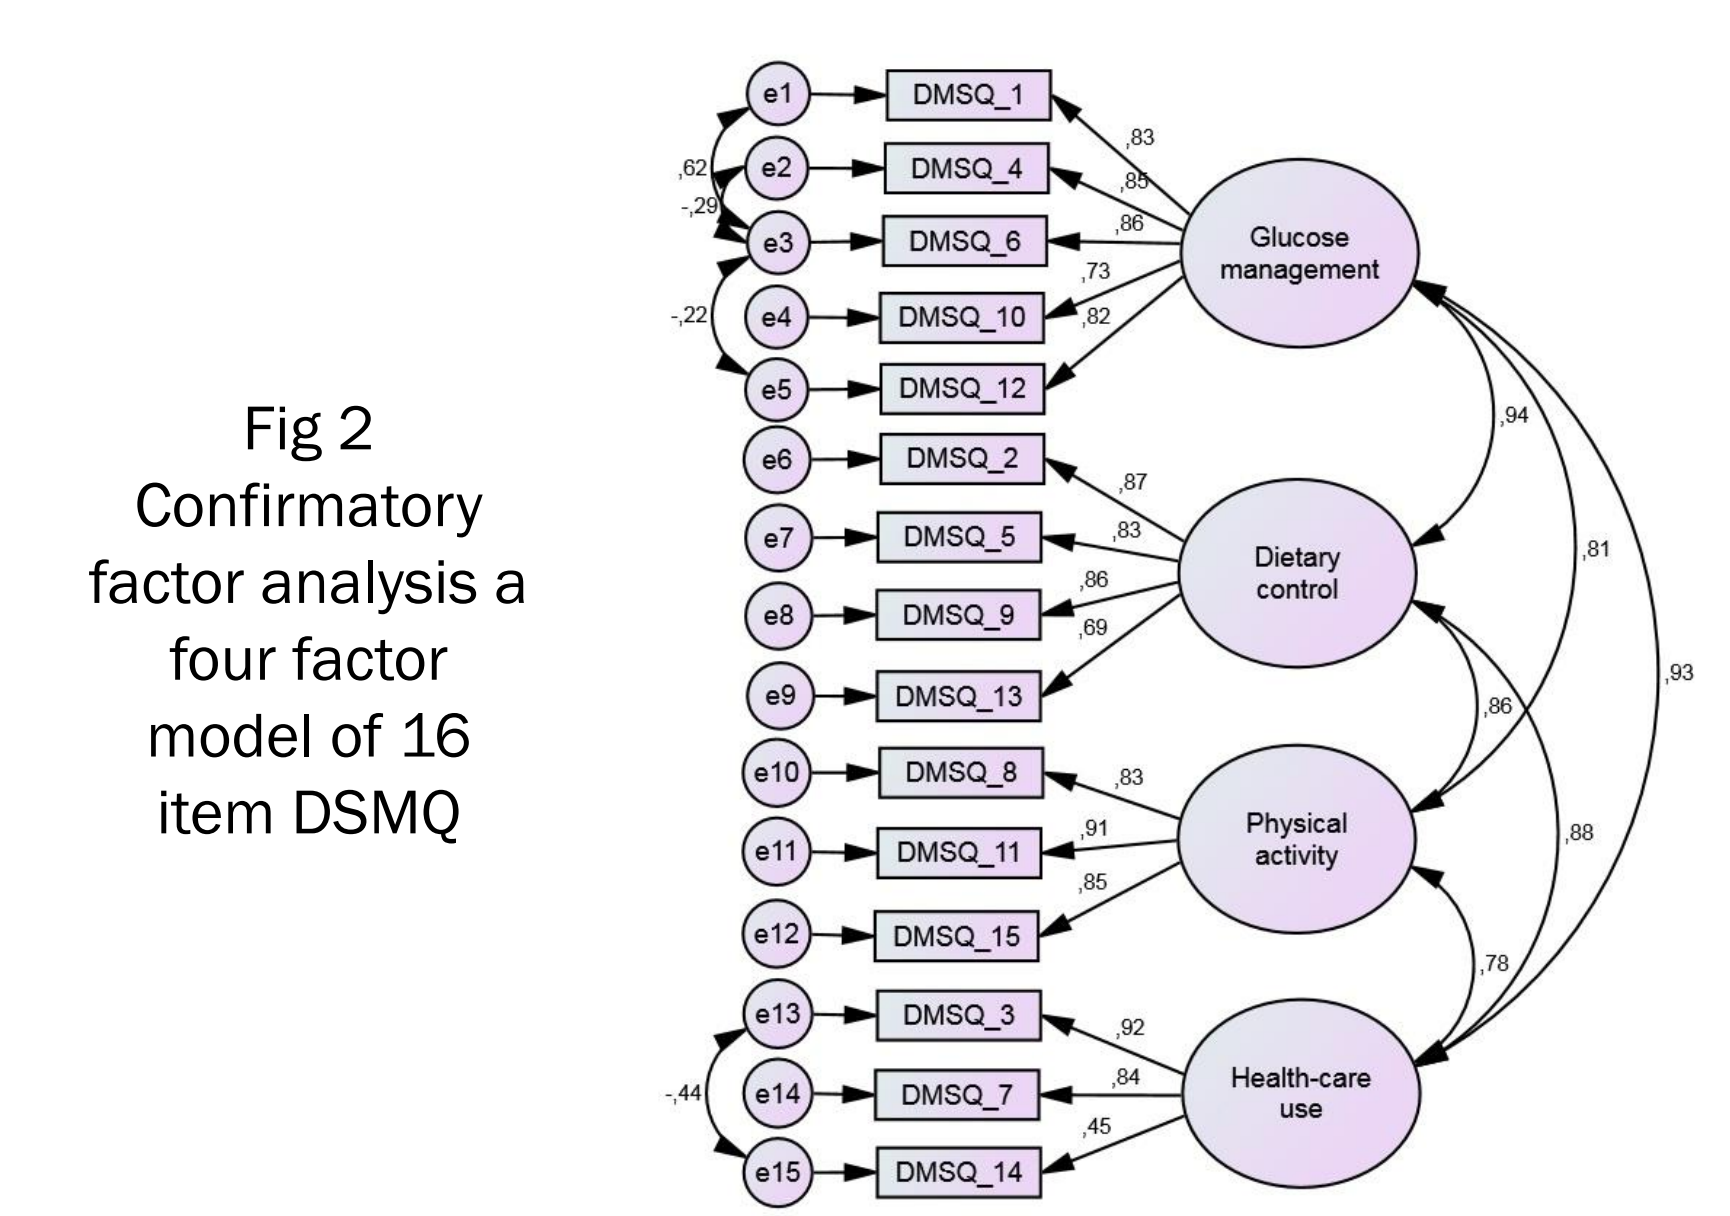 Fig 2
Confirmatory
factor analysis a
four factor
model of 16
item DSMQ
e1
DMSQ_1
,83
,62
e2
DMSQ_4
,85
-,29
e3
DMSQ_6
,86
Glucose
management
,73
-,22
e4
DMSQ_10
,82
e5
DMSQ_12
,94
e6
DMSQ_2
,87
e7
DMSQ_5
,83
,81
Dietary
control
,86
e8
DMSQ_9
,69
,93
e9
DMSQ_13
,86
e10
DMSQ_8
,83
Physical
activity
,91
,88
e11
DMSQ_11
,85
e12
DMSQ_15
,78
e13
DMSQ_3
,92
Health-care
use
,84
-,44
e14
DMSQ_7
,45
e15
DMSQ_14